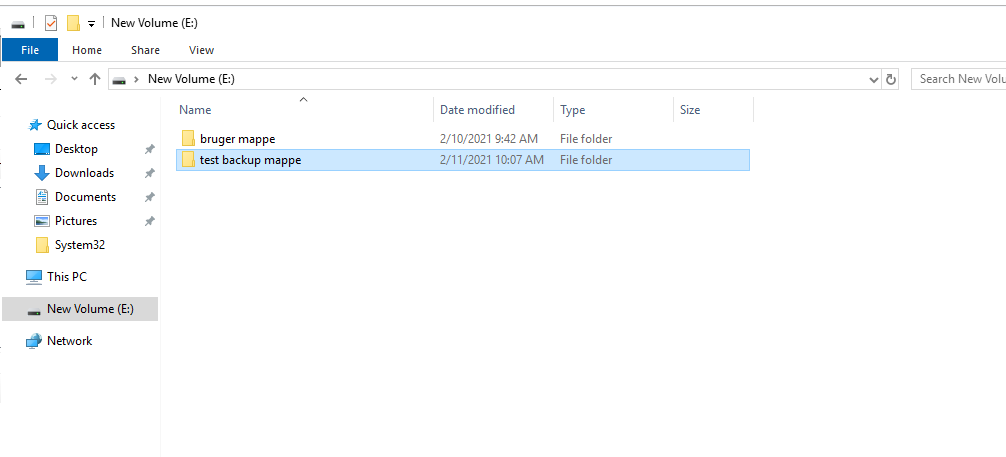 New Volume (E:)
File Home Share View
New Volume (E:) Search New Volu
Name Date modified Type Size
Quick access
Desktop
Downloads
Documents
Pictures
System32
This PC
New Volume (E:)
Network
bruger mappe 2/10/2021 9:42 AM File folder
test backup mappe 2/11/2021 10:07 AM File folder